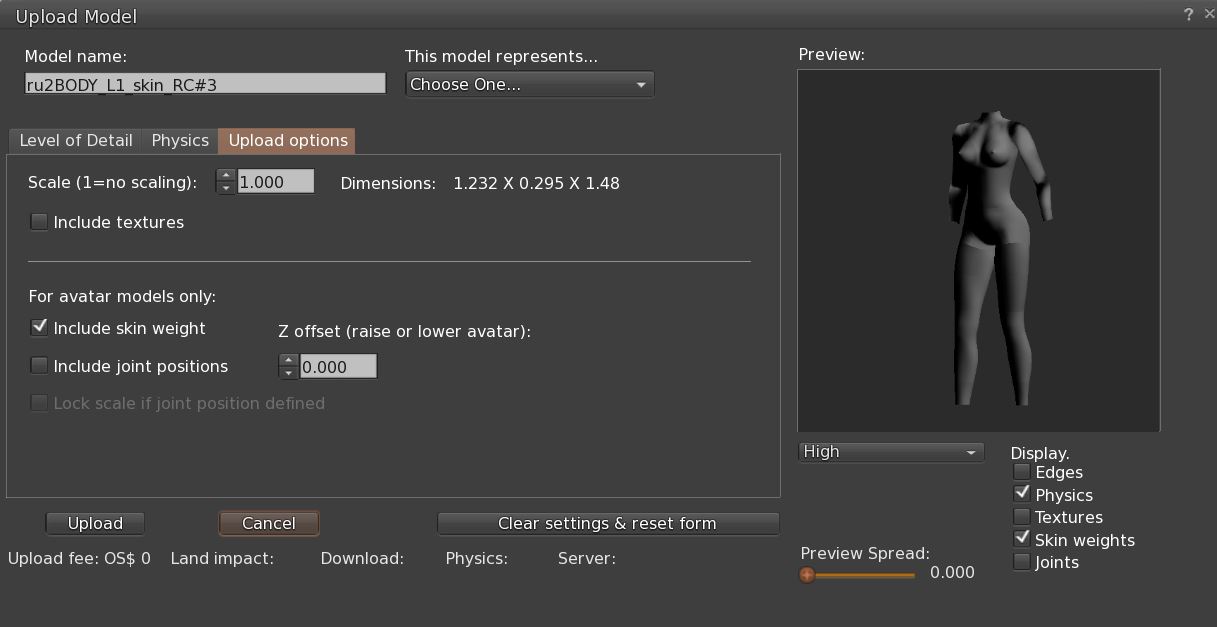 Upload Model
? ×
Model name:
This model represents...
Preview:
ru2BODY_L1_skin_RC#3
Choose One...
Level of Detail
Physics
Upload options
Scale (1=no scaling):
1.000
Dimensions:
1.232 X 0.295 X 1.48
Include textures
For avatar models only:
Include skin weight
Z offset (raise or lower avatar):
Include joint positions
0.000
Lock scale if joint position defined
High
Display.
Edges
Physics
Textures
Skin weights
Joints
Upload
Cancel
Clear settings & reset form
Upload fee: OS$ 0
Land impact:
Download:
Physics:
Server:
Preview Spread:
0.000